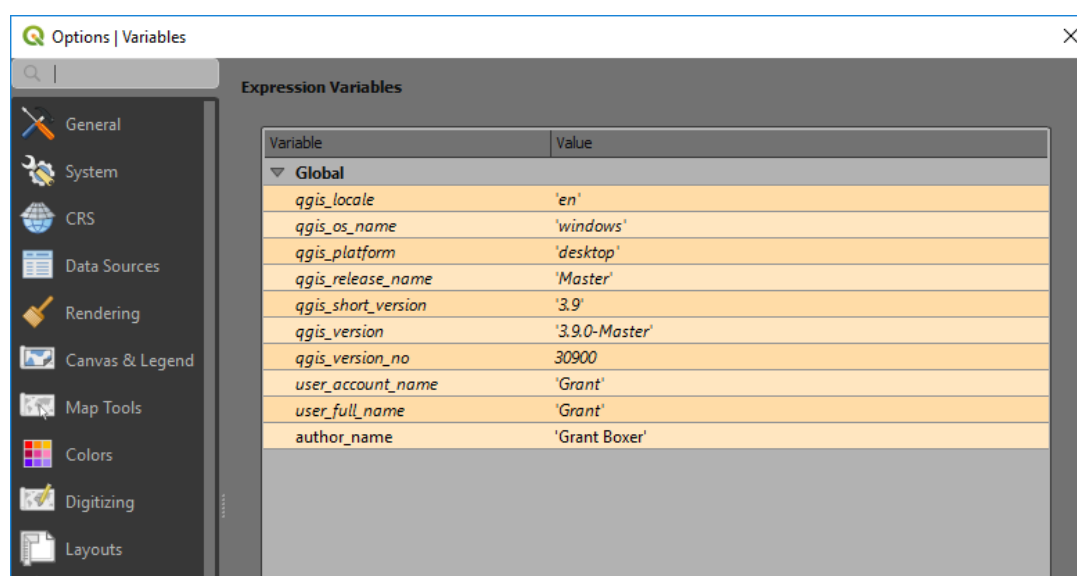 Options | Variables
Expression Variables
General
System
CRS
Data Sources
Rendering
Canvas & Legend
Map Tools
Colors
Digitizing
Layouts
Variable Value
Global
qgis_locale 'en'
qgis_os_name 'windows'
qgis_platform 'desktop'
qgis_release_name 'Master'
qgis_short_version '3.9'
qgis_version '3.9.0-Master'
qgis_version_no 30900
user_account_name 'Grant'
user_full_name 'Grant'
author_name 'Grant Boxer'